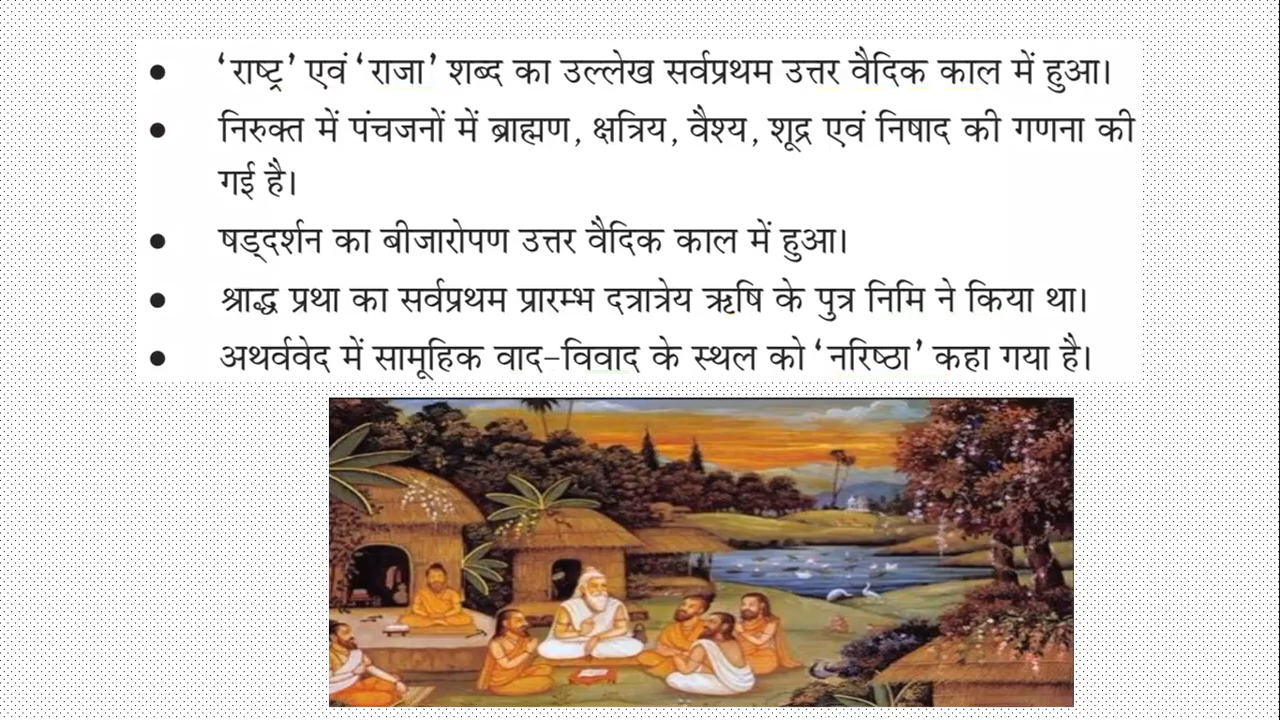 • ‘राष्ट्र’ एवं ‘राजा’ शब्द का उल्लेख सर्वप्रथम उत्तर वैदिक काल में हुआ।
• निरुक्त में पंचजनों में ब्राह्मण, क्षत्रिय, वैश्य, शूद्र एवं निषाद की गणना की
गई है।
• षड्दर्शन का बीजारोपण उत्तर वैदिक काल में हुआ।
• श्राद्ध प्रथा का सर्वप्रथम प्रारम्भ दत्रात्रेय ऋषि के पुत्र निमि ने किया था।
• अथर्ववेद में सामूहिक वाद-विवाद के स्थल को ‘नरिष्ठा’ कहा गया है।